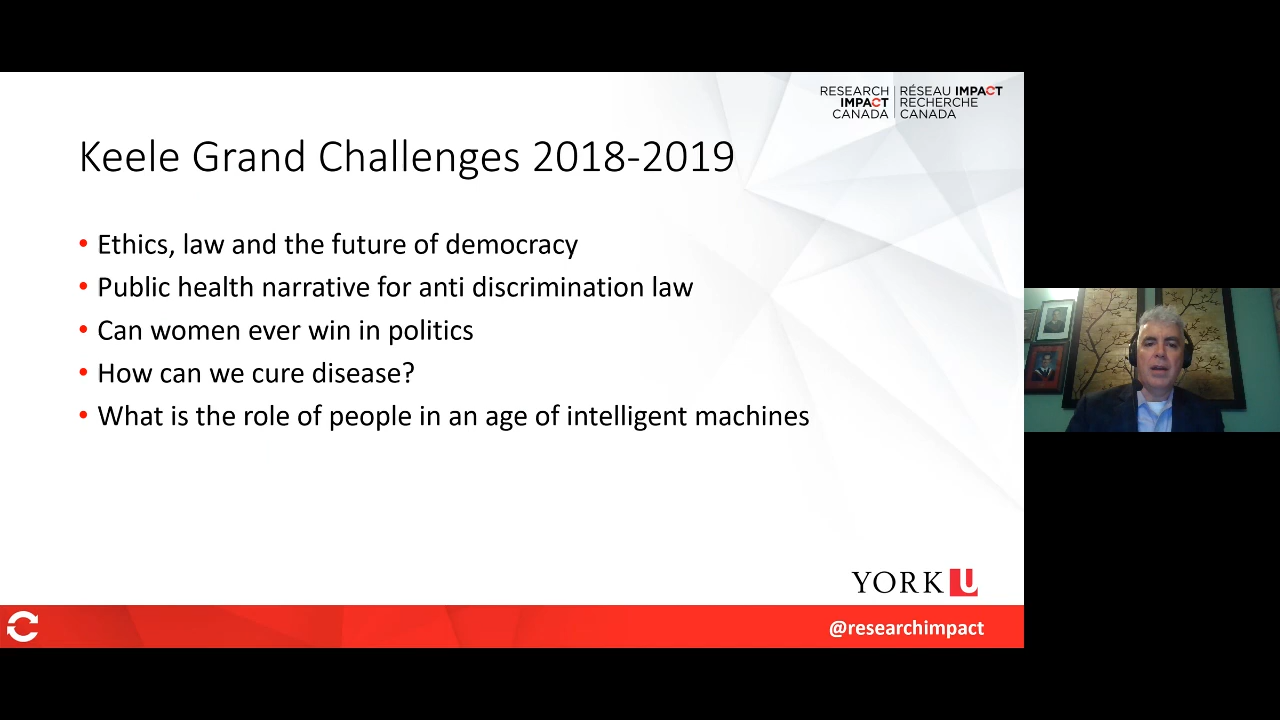 RESEARCH
IMPACT
CANADA
RÉSEAU IMPACT
RECHERCHE
CANADA
Keele Grand Challenges 2018-2019
• Ethics, law and the future of democracy
• Public health narrative for anti discrimination law
• Can women ever win in politics
• How can we cure disease?
• What is the role of people in an age of intelligent machines
YORK U
@researchimpact